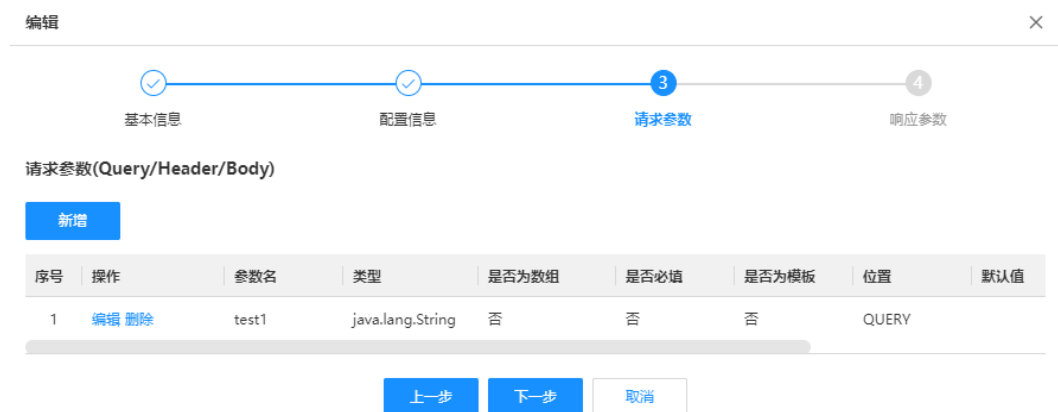 编辑
3 4
基本信息 配置信息 请求参数 响应参数
请求参数(Query/Header/Body)
新增
序号 操作 参数名 类型 是否为数组 是否必填 是否为模板 位置 默认值
1 编辑 删除 test1 java.lang.String 否 否 否 QUERY
上一步 下一步 取消